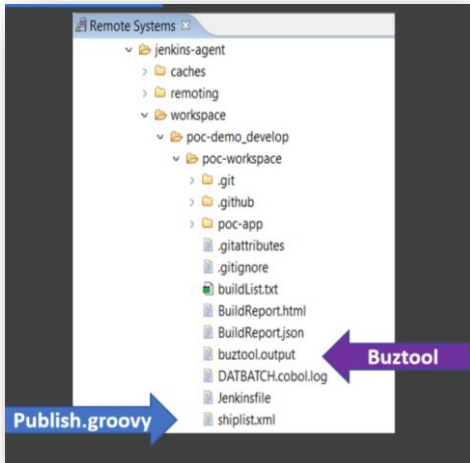 Remote Systems
jenkins-agent
caches
remoting
workspace
poc-demo_develop
poc-workspace
.git
.github
poc-app
.gitattributes
.gitignore
buildList.txt
BuildReport.html
BuildReport.json
buztool.output
Buztool
DATBATCH.cobol.log
Jenkinsfile
Publish.groovy
shiplist.xml